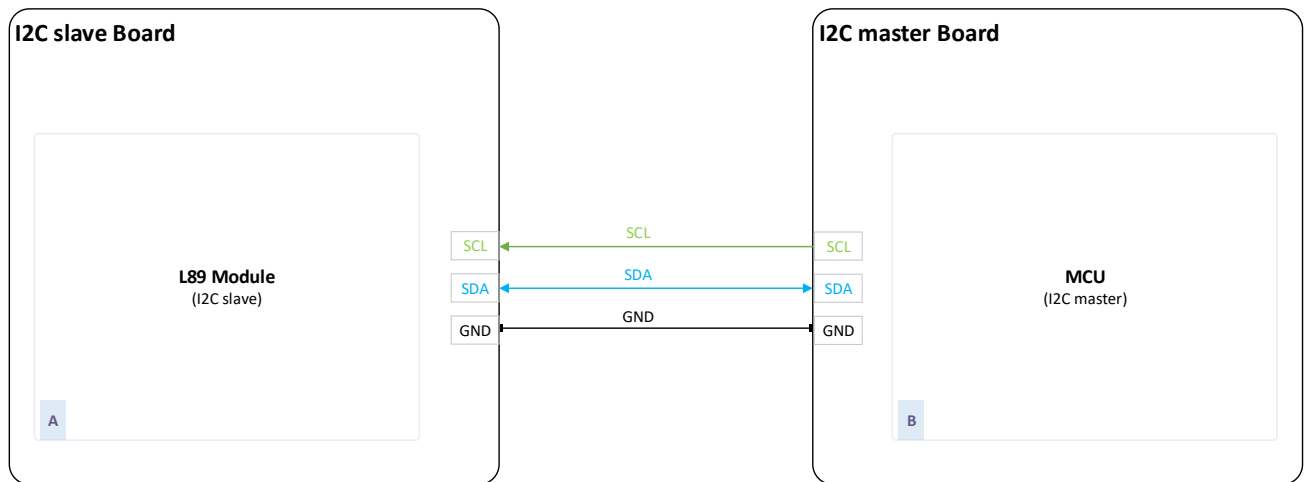 I2C slave Board
I2C master Board
SCL
SCL
SCL
L89 Module
(I2C slave)
SDA
SDA
SDA
MCU
(I2C master)
GND
GND
GND
A
B